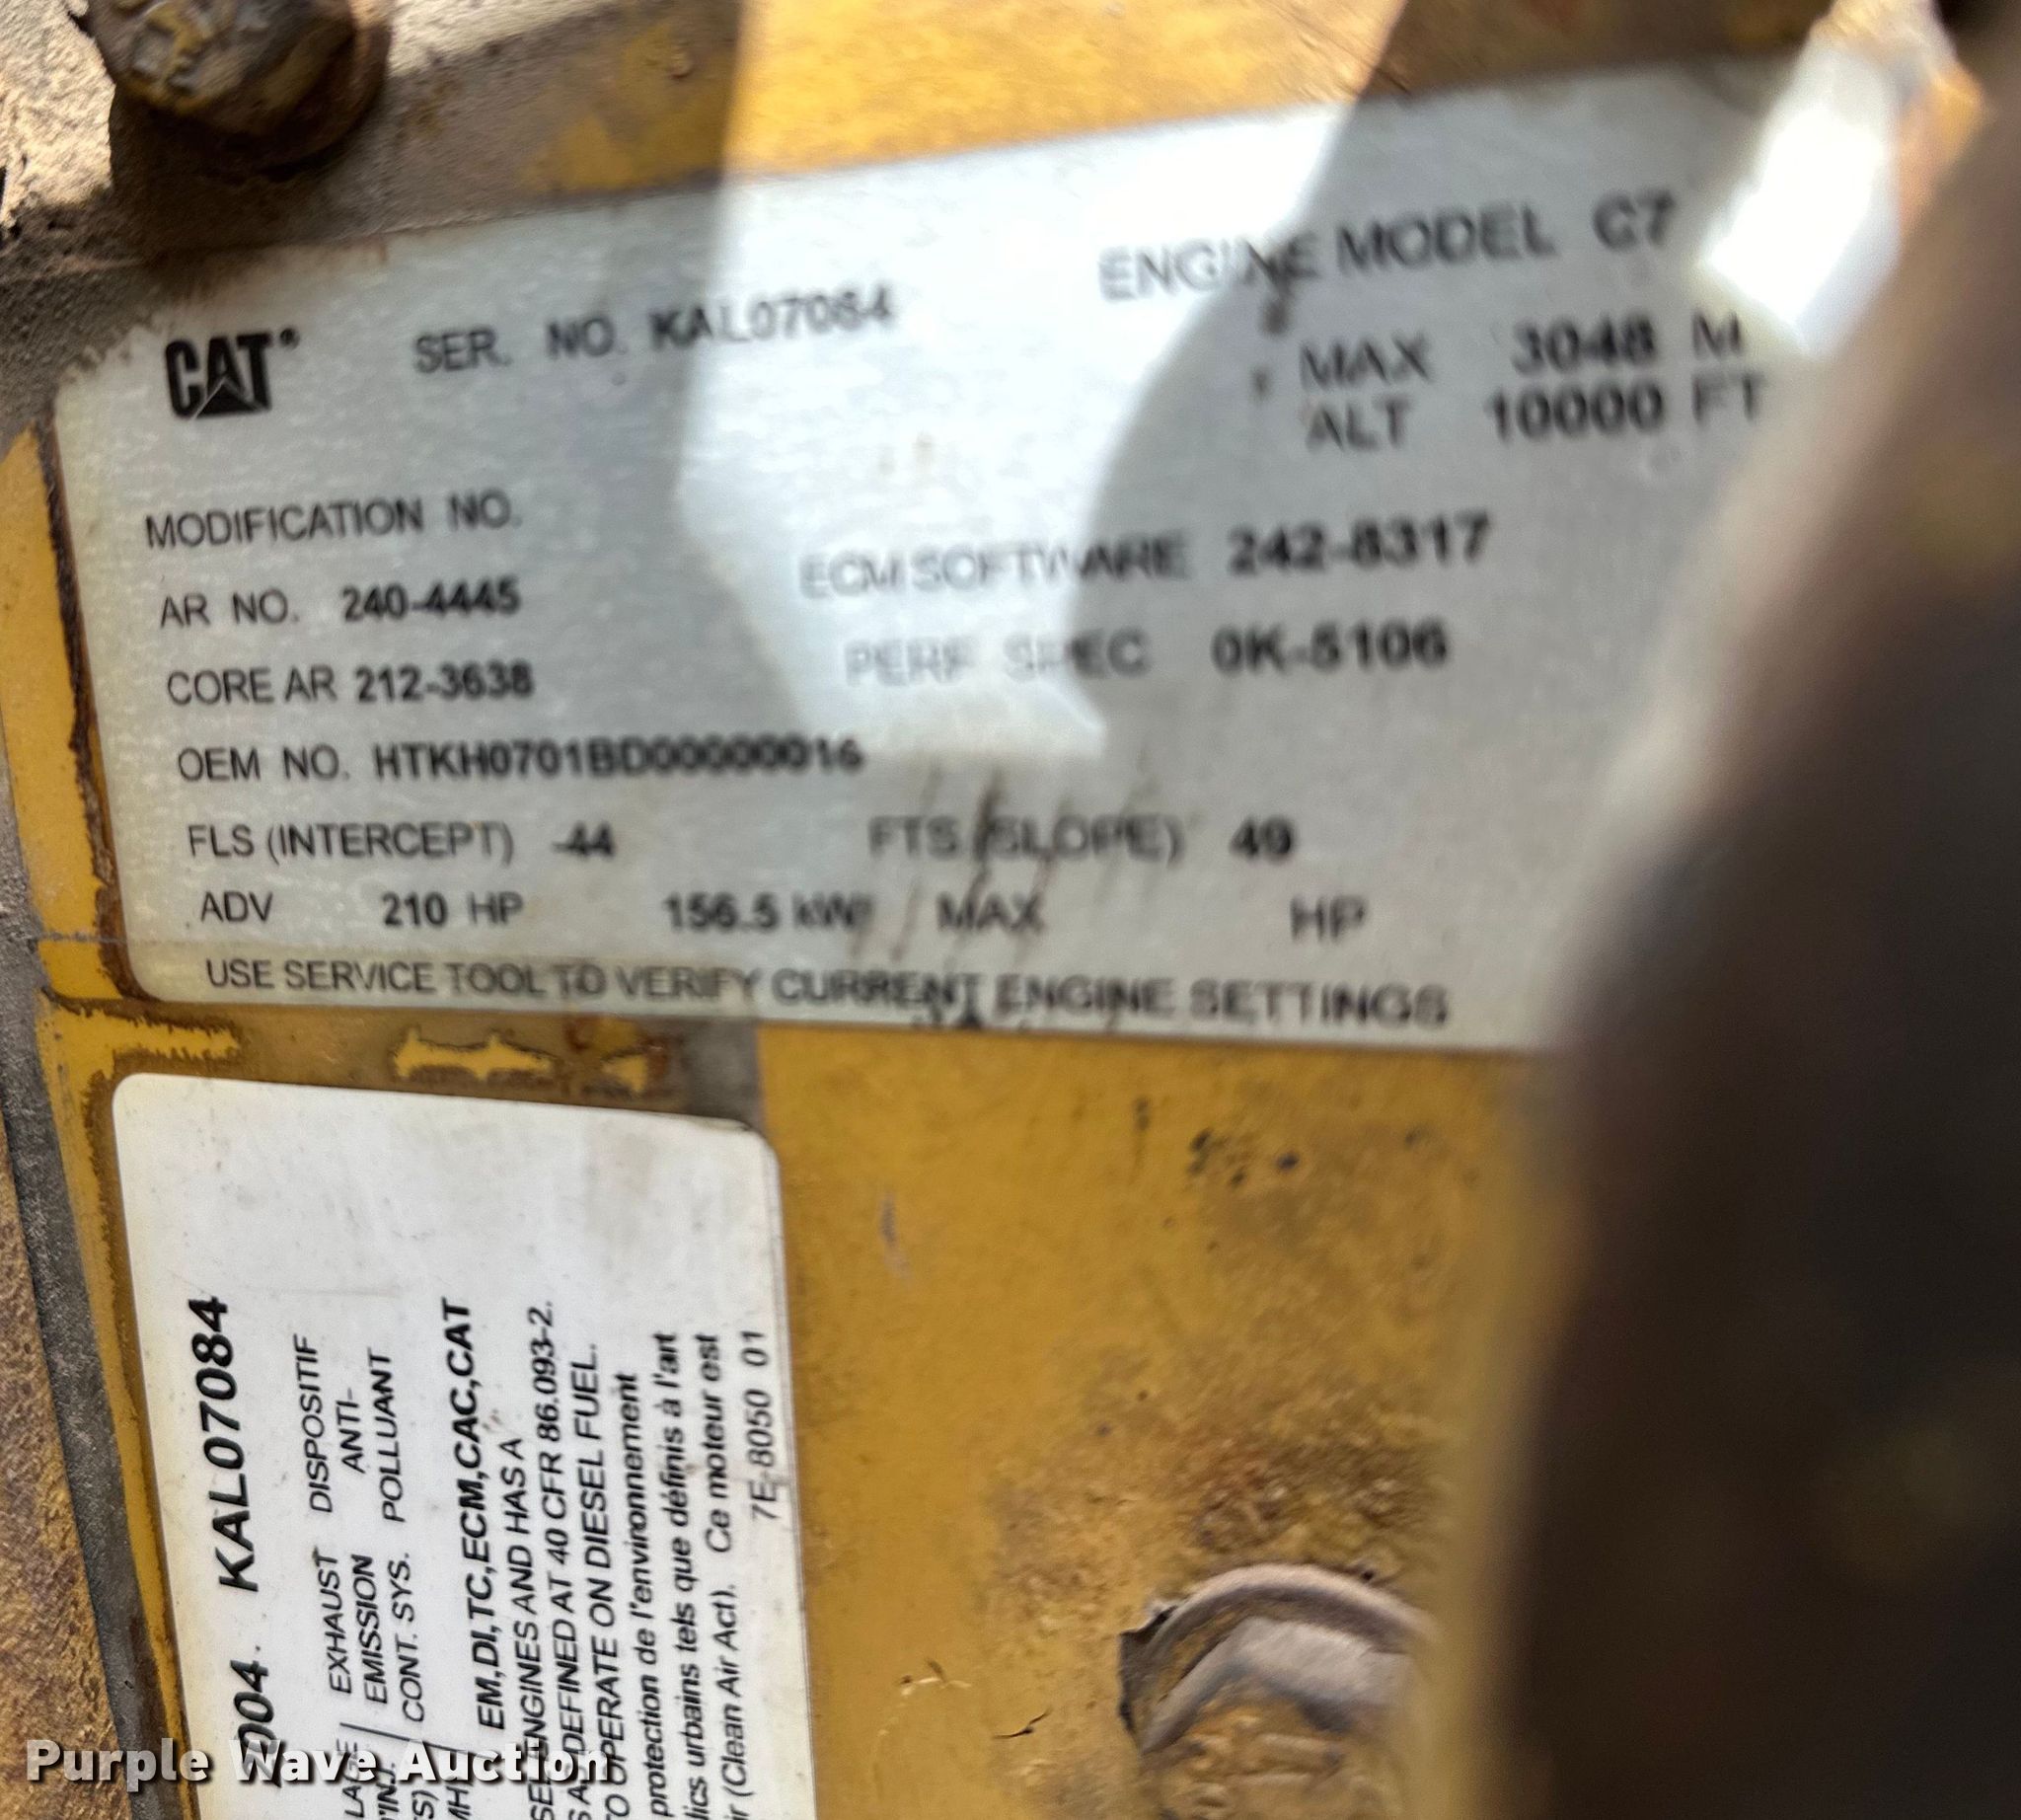 CAT® SER. NO. KAL07084 ENGINE MODEL C7
MAX 3048 M
ALT 10000 FT
MODIFICATION NO.
AR NO. 240-4445 ECM SOFTWARE 242-8317
CORE AR 212-3638 PERF SPEC 0K-5106
OEM NO. HTKH0701BD00000016
FLS (INTERCEPT) -44 FTS (SLOPE) 49
ADV 210 HP 156.5 kW MAX HP
USE SERVICE TOOL TO VERIFY CURRENT ENGINE SETTINGS
KAL07084
EXHAUST DISPOSITIF
EMISSION ANTI-
CONT. SYS. POLLUANT
EM,DI,TC,ECM,CAC,CAT
ENGINES AND HAS A
DEFINED AT 40 CFR 86.093-2.
OPERATE ON DIESEL FUEL.
protection de l'environnement
urbains tels que définis à l'art
(Clean Air Act). Ce moteur est
7E-8050 01
Purple Wave Auction